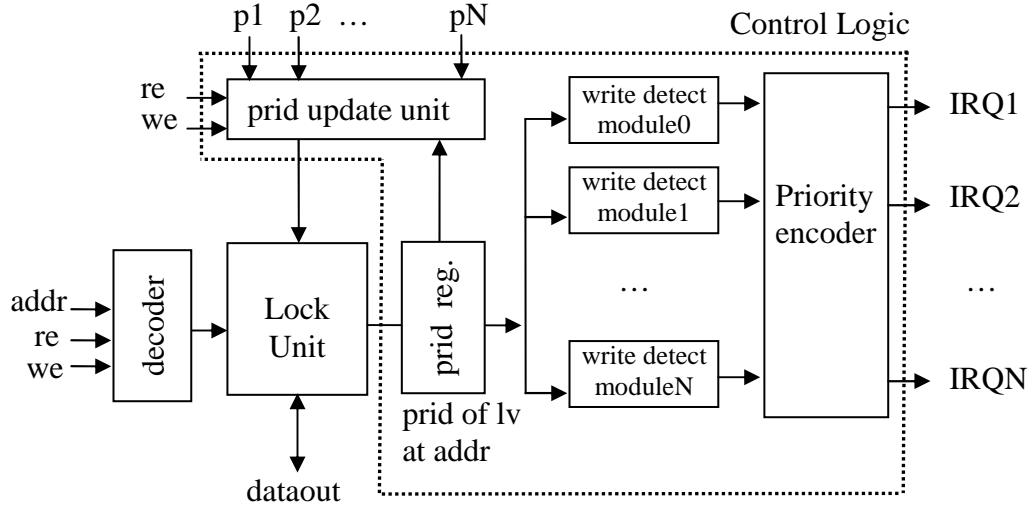 p1 p2 … pN
Control Logic
re
we
prid update unit
write detect
module0
IRQ1
write detect
module1
IRQ2
Priority
encoder
addr
re
we
decoder
Lock
Unit
prid reg.
…
…
write detect
moduleN
IRQN
prid of lv
at addr
dataout